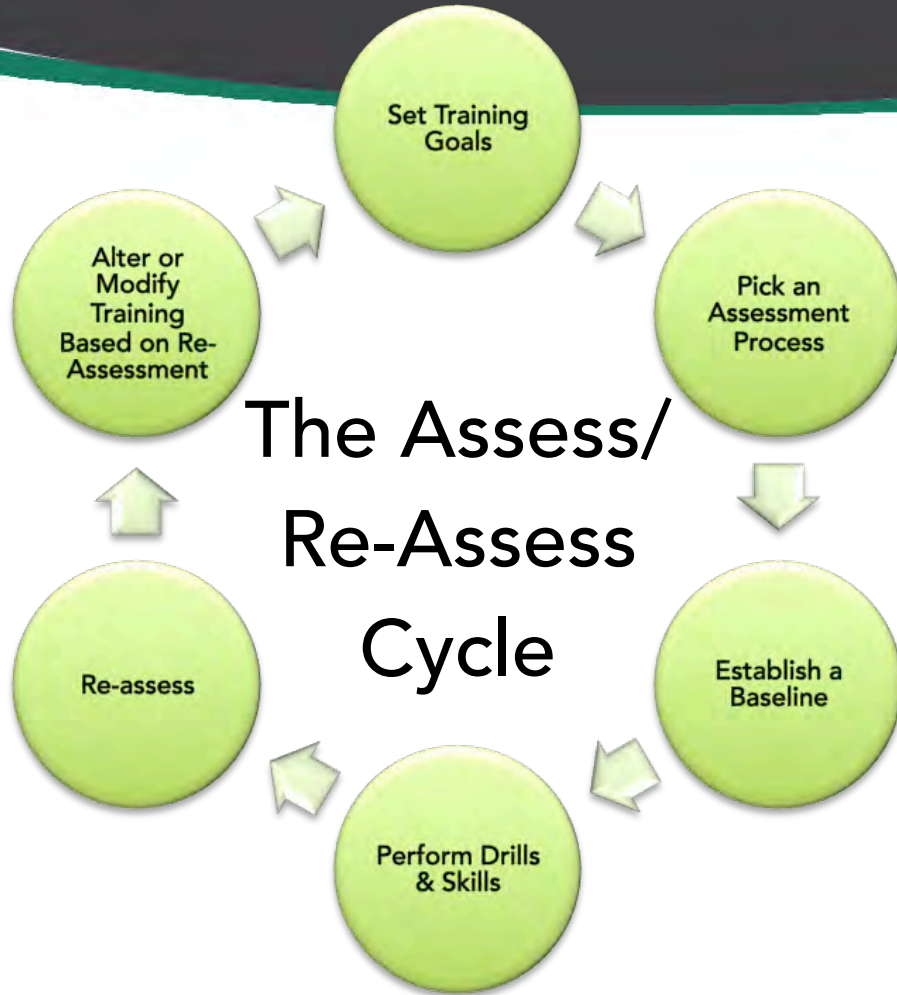 Set Training
Goals
Pick an
Assessment
Process
Establish a
Baseline
Perform Drills
& Skills
Re-assess
Alter or
Modify
Training
Based on Re-
Assessment
The Assess/
Re-Assess
Cycle